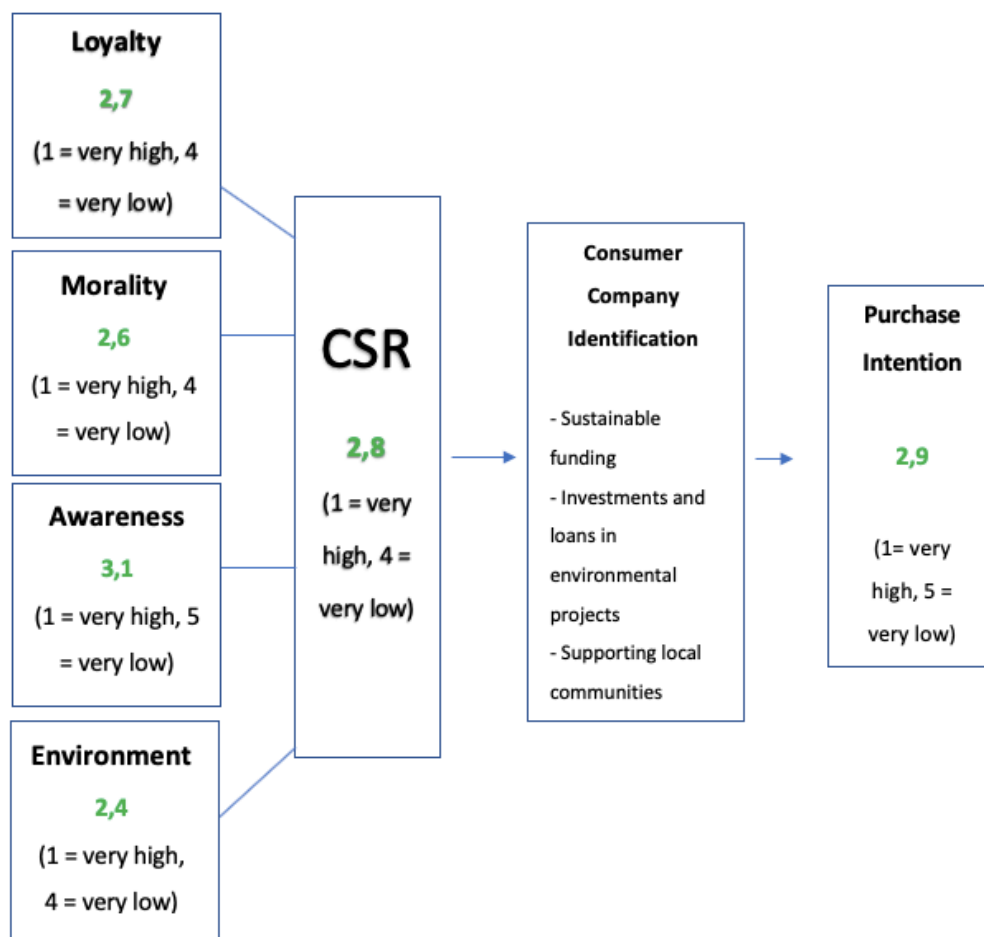 Loyalty
2,7
(1 = very high, 4
= very low)
Morality
2,6
(1 = very high, 4
= very low)
Awareness
3,1
(1 = very high, 5
= very low)
Environment
2,4
(1 = very high,
4 = very low)
CSR
2,8
(1 = very
high, 4 =
very low)
Consumer
Company
Identification
- Sustainable
funding
- Investments and
loans in
environmental
projects
- Supporting local
communities
Purchase
Intention
2,9
(1= very
high, 5 =
very low)